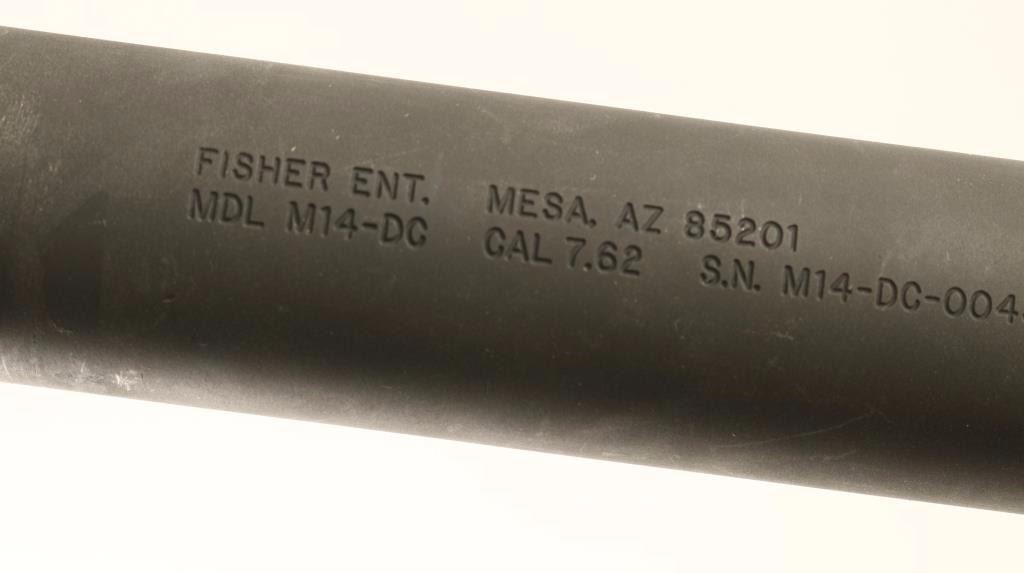 FISHER ENT. MESA, AZ 85201
MDL M14-DC CAL 7.62 S.N. M14-DC-004